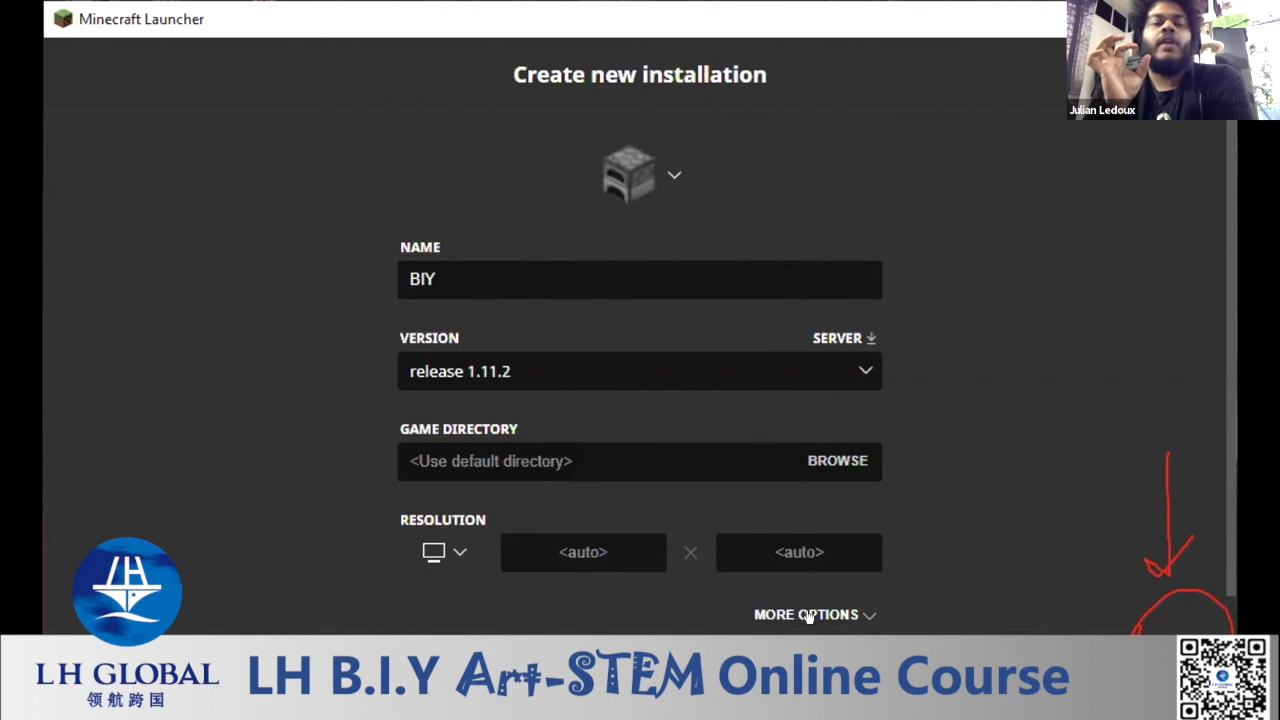 Minecraft Launcher
Create new installation
Julian Ledoux
NAME
BIY
VERSION
SERVER
release 1.11.2
GAME DIRECTORY
<Use default directory>
BROWSE
RESOLUTION
<auto>
<auto>
MORE OPTIONS
LH
LH GLOBAL
领航跨国
LH B.I.Y Art-STEM Online Course